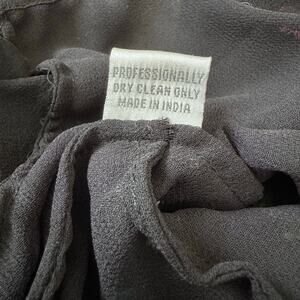 PROFESSIONALLY
DRY CLEAN ONLY
MADE IN INDIA